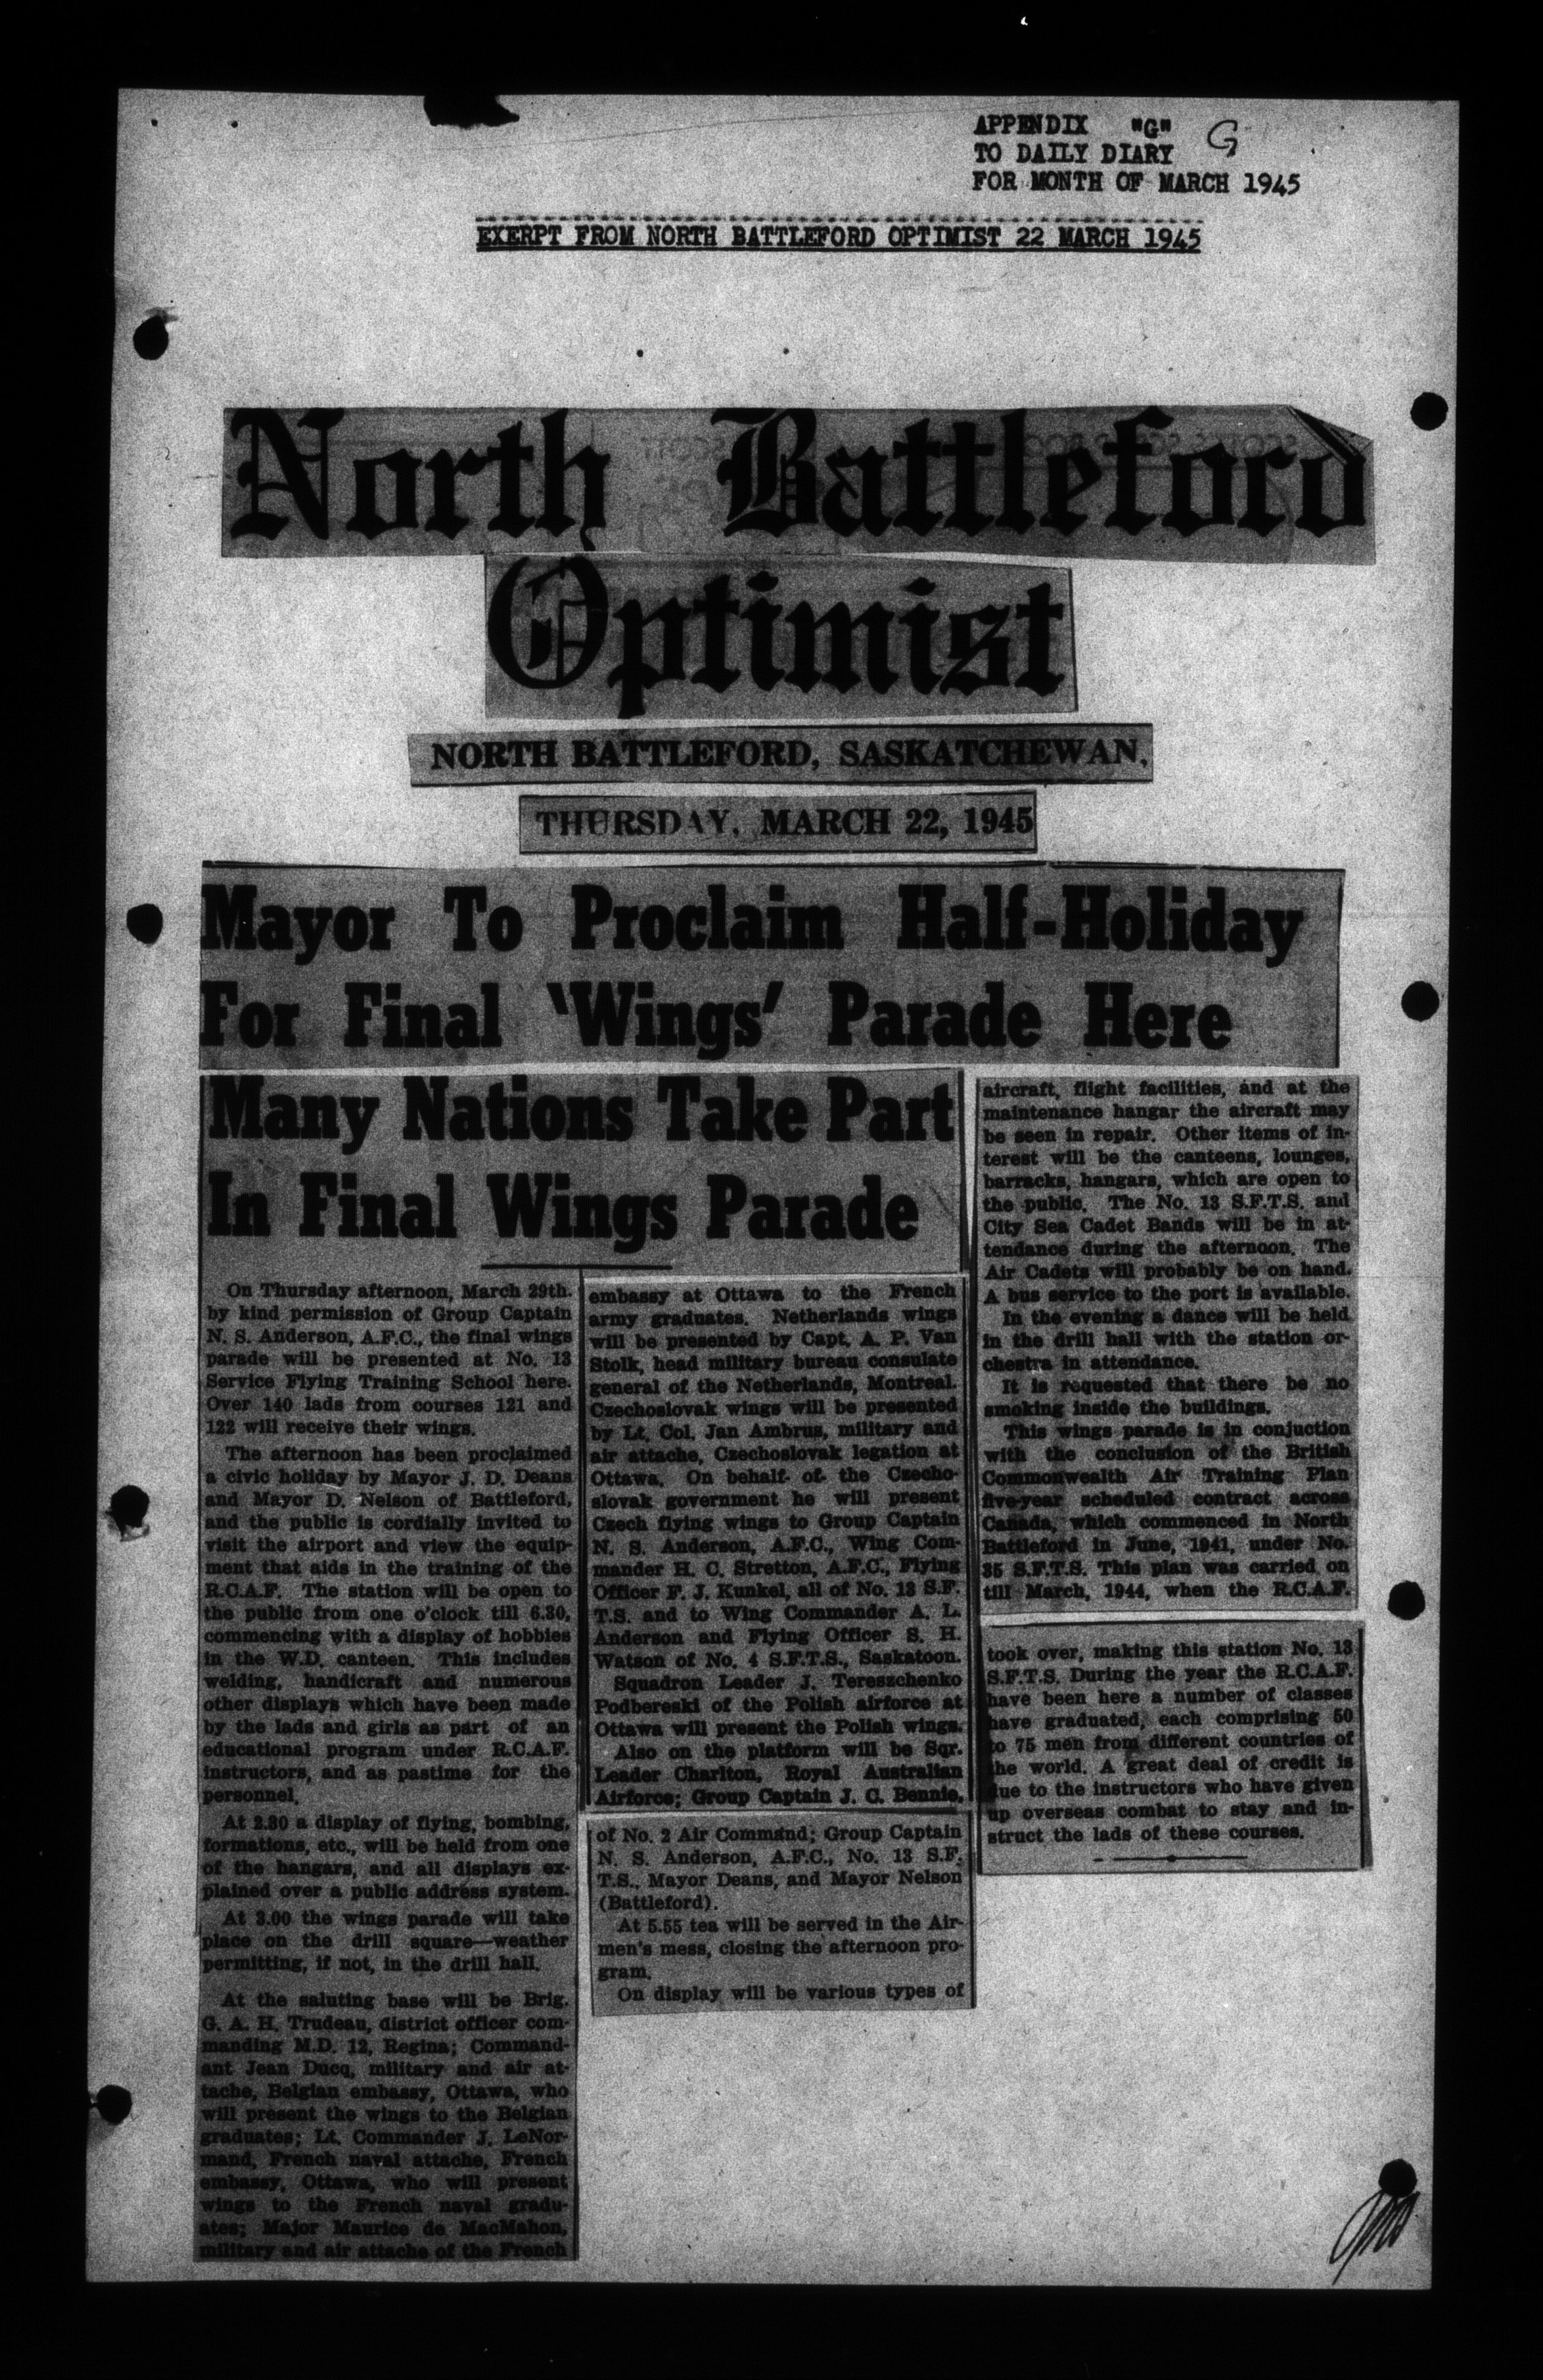 APPENDIX "G"
G
TO DAILY DIARY
FOR MONTH OF MARCH 1945
EXERPT FROM NORTH BATTLEFORD OPTIMIST 22 MARCH 1945
North Battleford
Optimist
NORTH BATTLEFORD, SASKATCHEWAN,
THURSDAY, MARCH 22, 1945
Mayor To Proclaim Half-Holiday
For Final 'Wings' Parade Here
Many Nations Take Part
In Final Wings Parade
On Thursday afternoon, March 29th.
by kind permission of Group Captain
N. S. Anderson, A.F.C., the final wings
parade will be presented at No. 13
Service Flying Training School here.
Over 140 lads from courses 121 and
122 will receive their wings.
The afternoon has been proclaimed
a civic holiday by Mayor J. D. Deans
and Mayor D. Nelson of Battleford,
and the public is cordially invited to
visit the airport and view the equip-
ment that aids in the training of the
R.C.A.F. The station will be open to
the public from one o'clock till 6.30,
commencing with a display of hobbies
in the W.D. canteen. This includes
welding, handicraft and numerous
other displays which have been made
by the lads and girls as part of an
educational program under R.C.A.F.
instructors, and as pastime for the
personnel.
At 2.30 a display of flying, bombing,
formations, etc., will be held from one
of the hangars, and all displays ex-
plained over a public address system.
At 3.00 the wings parade will take
place on the drill square—weather
permitting, if not, in the drill hall.
At the saluting base will be Brig.
G. A. H. Trudeau, district officer com-
manding M.D. 12, Regina; Command-
ant Jean Ducq, military and air at-
tache, Belgian embassy, Ottawa, who
will present the wings to the Belgian
graduates; Lt. Commander J. LeNor-
mand, French naval attache, French
embassy, Ottawa, who will present
wings to the French naval gradu-
ates; Major Maurice de MacMahon,
military and air attache of the French
embassy at Ottawa to the French
army graduates. Netherlands wings
will be presented by Capt. A. P. Van
Stolk, head military bureau consulate
general of the Netherlands, Montreal.
Czechoslovak wings will be presented
by Lt. Col. Jan Ambrus, military and
air attache, Czechoslovak legation at
Ottawa. On behalf of the Czecho-
slovak government he will present
Czech flying wings to Group Captain
N. S. Anderson, A.F.C., Wing Com-
mander H. C. Stretton, A.F.C., Flying
Officer F. J. Kunkel, all of No. 13 S.F.
T.S. and to Wing Commander A. L.
Anderson and Flying Officer S. H.
Watson of No. 4 S.F.T.S., Saskatoon.
Squadron Leader J. Tereszchenko
Podbereski of the Polish airforce at
Ottawa will present the Polish wings.
Also on the platform will be Sqr.
Leader Charlton, Royal Australian
Airforce; Group Captain J. C. Bennie,
of No. 2 Air Command; Group Captain
N. S. Anderson, A.F.C., No. 13 S.F.
T.S., Mayor Deans, and Mayor Nelson
(Battleford).
At 5.55 tea will be served in the Air-
men's mess, closing the afternoon pro-
gram.
On display will be various types of
aircraft, flight facilities, and at the
maintenance hangar the aircraft may
be seen in repair. Other items of in-
terest will be the canteens, lounges,
barracks, hangars, which are open to
the public. The No. 13 S.F.T.S. and
City Sea Cadet Bands will be in at-
tendance during the afternoon. The
Air Cadets will probably be on hand.
A bus service to the port is available.
In the evening a dance will be held
in the drill hall with the station or-
chestra in attendance.
It is requested that there be no
smoking inside the buildings.
This wings parade is in conjuction
with the conclusion of the British
Commonwealth Air Training Plan
five-year scheduled contract across
Canada, which commenced in North
Battleford in June, 1941, under No.
35 S.F.T.S. This plan was carried on
till March, 1944, when the R.C.A.F.
took over, making this station No. 13
S.F.T.S. During the year the R.C.A.F.
have been here a number of classes
have graduated, each comprising 50
to 75 men from different countries of
the world. A great deal of credit is
due to the instructors who have given
up overseas combat to stay and in-
struct the lads of these courses.